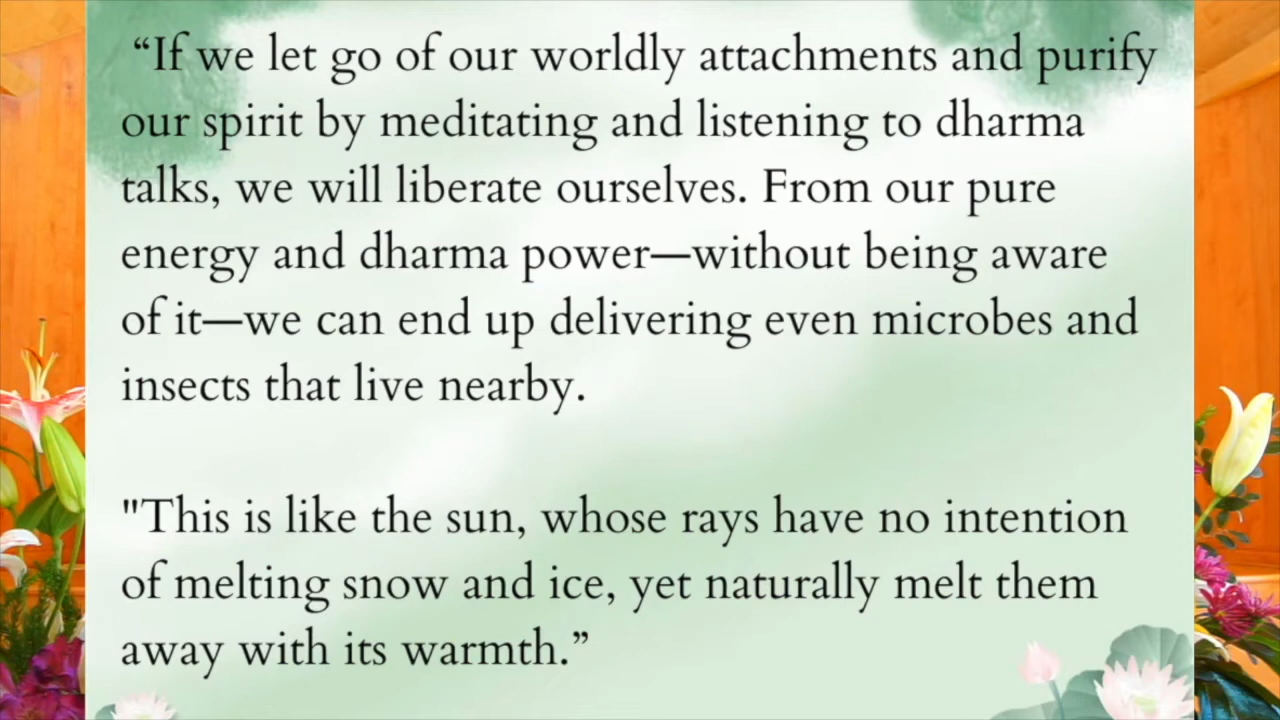 “If we let go of our worldly attachments and purify
our spirit by meditating and listening to dharma
talks, we will liberate ourselves. From our pure
energy and dharma power—without being aware
of it—we can end up delivering even microbes and
insects that live nearby.
"This is like the sun, whose rays have no intention
of melting snow and ice, yet naturally melt them
away with its warmth.”